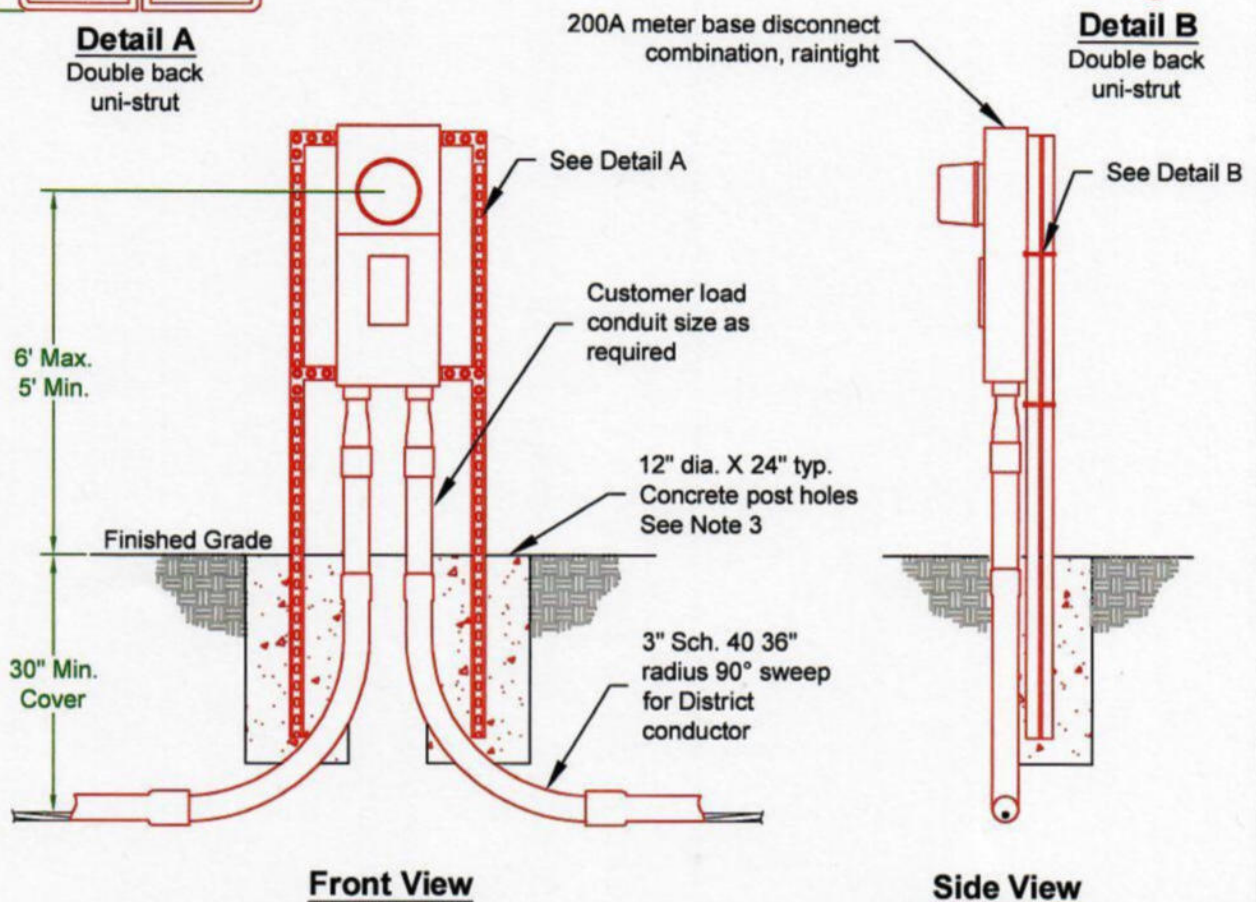 Detail A
Double back
uni-strut
200A meter base disconnect
combination, raintight
Detail B
Double back
uni-strut
See Detail A
See Detail B
Customer load
conduit size as
required
6' Max.
5' Min.
12" dia. X 24" typ.
Concrete post holes
See Note 3
Finished Grade
30" Min.
Cover
3" Sch. 40 36"
radius 90° sweep
for District
conductor
Front View
Side View